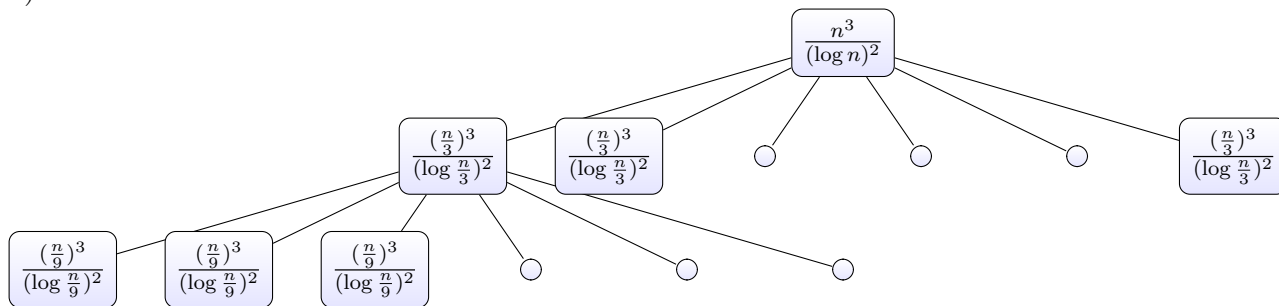 )
n^3/(log n)^2
(n/3)^3/(log n/3)^2 (n/3)^3/(log n/3)^2 (n/3)^3/(log n/3)^2
(n/9)^3/(log n/9)^2 (n/9)^3/(log n/9)^2 (n/9)^3/(log n/9)^2